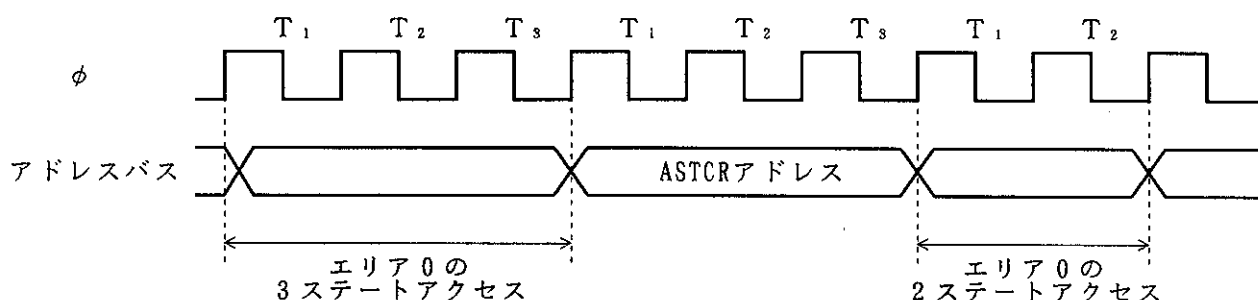 T₁ T₂ T₃ T₁ T₂ T₃ T₁ T₂
φ
アドレスバス
ASTCRアドレス
エリア0の
3ステートアクセス
エリア0の
2ステートアクセス